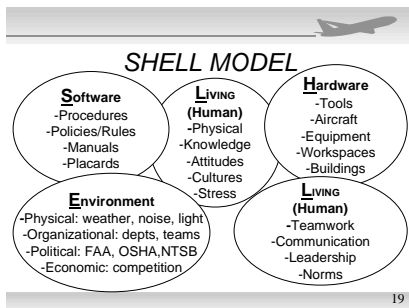 SHELL MODEL
Software
-Procedures
-Policies/Rules
-Manuals
-Placards
LIVING
(Human)
-Physical
-Knowledge
-Attitudes
-Cultures
-Stress
Hardware
-Tools
-Aircraft
-Equipment
-Workspaces
-Buildings
Environment
-Physical: weather, noise, light
-Organizational: depts, teams
-Political: FAA, OSHA,NTSB
-Economic: competition
LIVING
(Human)
-Teamwork
-Communication
-Leadership
-Norms
19